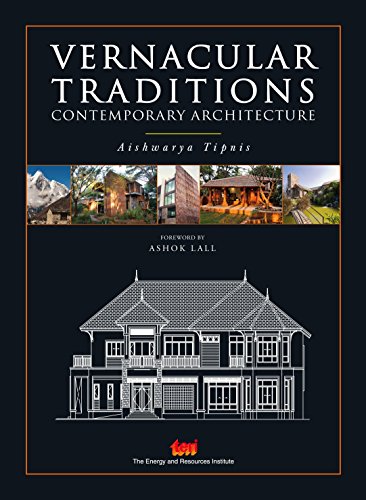 VERNACULAR
TRADITIONS
CONTEMPORARY ARCHITECTURE
Aishwarya Tipnis
FOREWORD BY
ASHOK LALL
teri
The Energy and Resources Institute